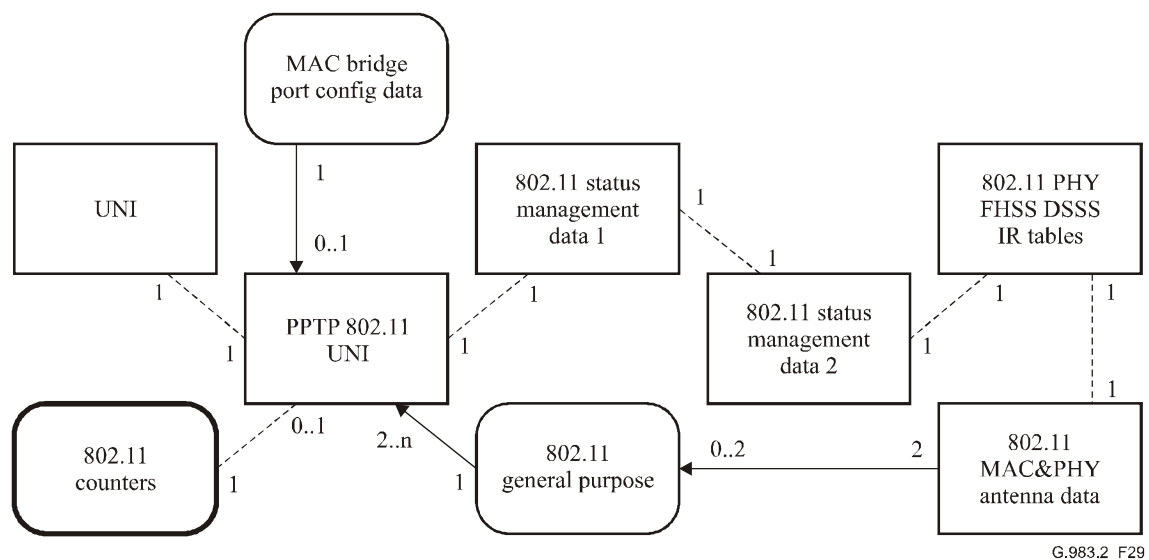 MAC bridge
port config data
1
0..1
UNI
1
1
802.11 status
management
data 1
1
1
802.11 PHY
FHSS DSSS
IR tables
1
1
PPTP 802.11
UNI
1
1
802.11 status
management
data 2
1
1
1
0..1
2..n
802.11
counters
1
802.11
general purpose
1
0..2
2
802.11
MAC&PHY
antenna data
G.983.2_F29